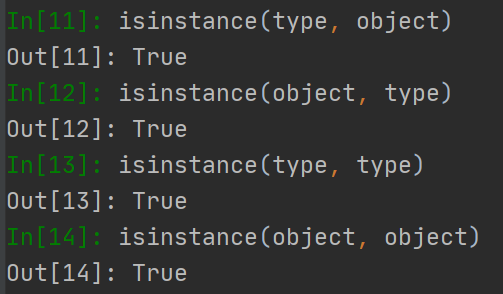 In[11]: isinstance(type, object)
Out[11]: True
In[12]: isinstance(object, type)
Out[12]: True
In[13]: isinstance(type, type)
Out[13]: True
In[14]: isinstance(object, object)
Out[14]: True